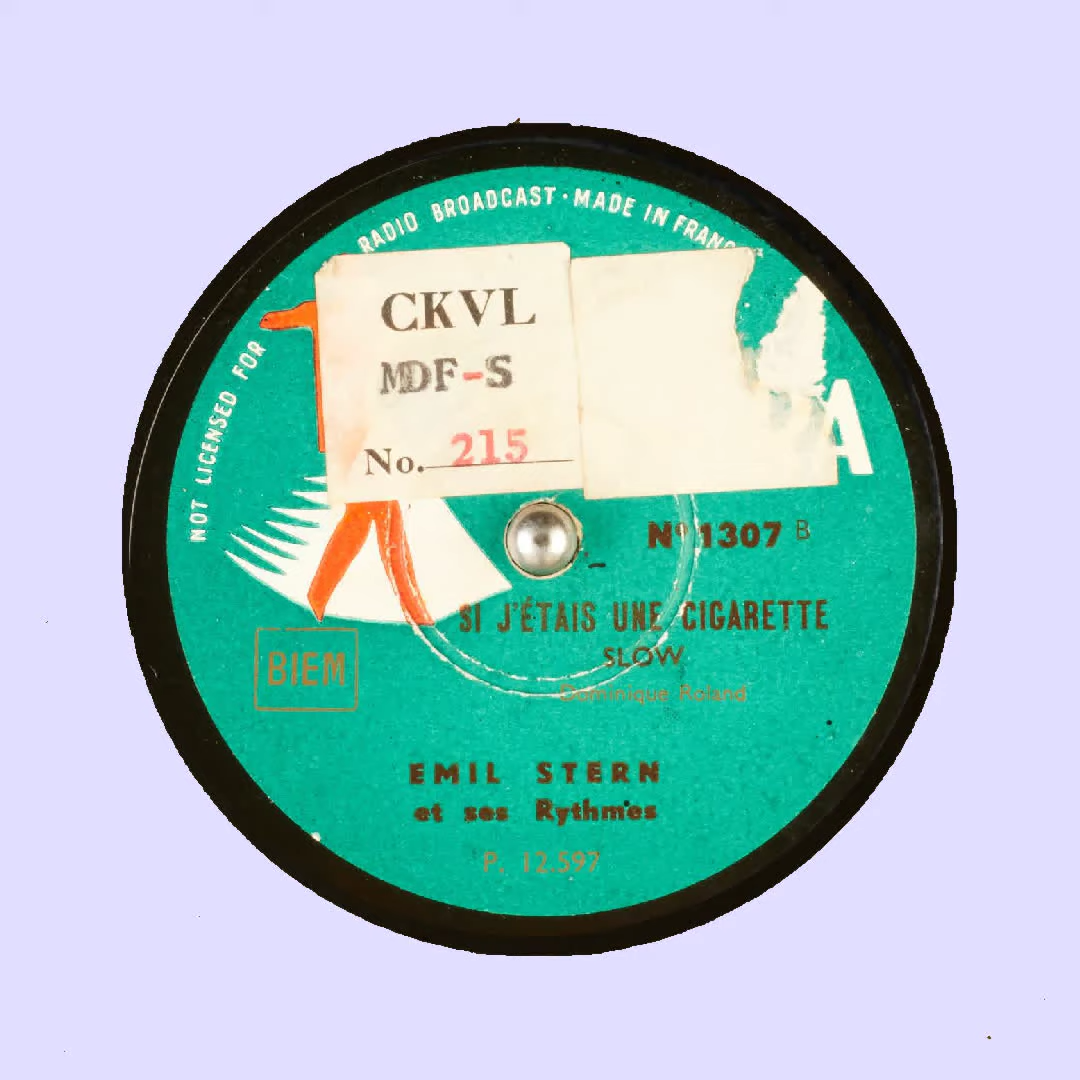 NOT LICENSED FOR RADIO BROADCAST · MADE IN
CKVL
MDF-S
No. 215
A
Nº 1307 B
SI J'ÉTAIS UNE CIGARETTE
SLOW
Dominique Roland
BIEM
EMIL STERN
et ses Rythmes
P. 12.597